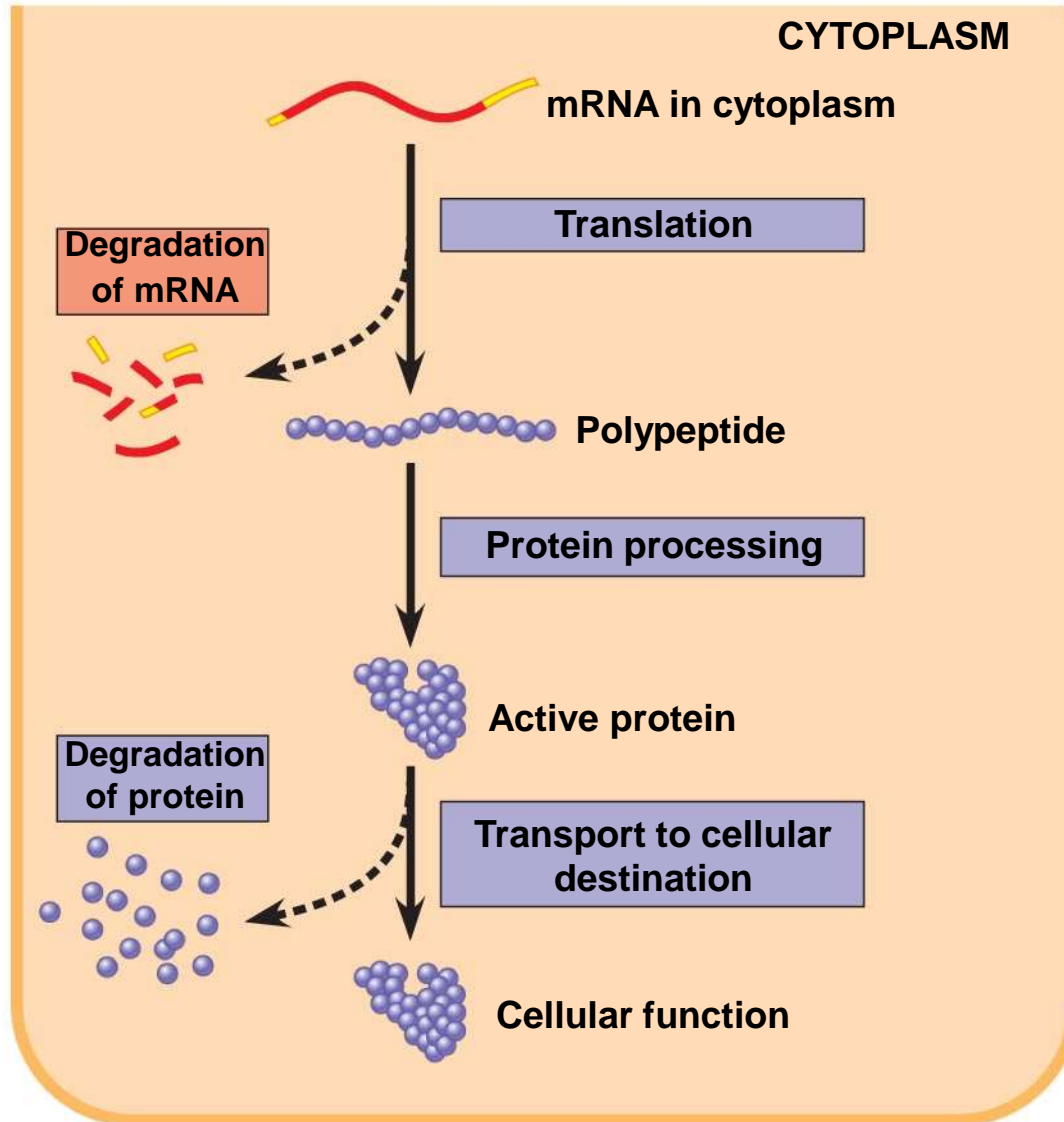 CYTOPLASM
mRNA in cytoplasm
Translation
Degradation
of mRNA
Polypeptide
Protein processing
Active protein
Degradation
of protein
Transport to cellular
destination
Cellular function